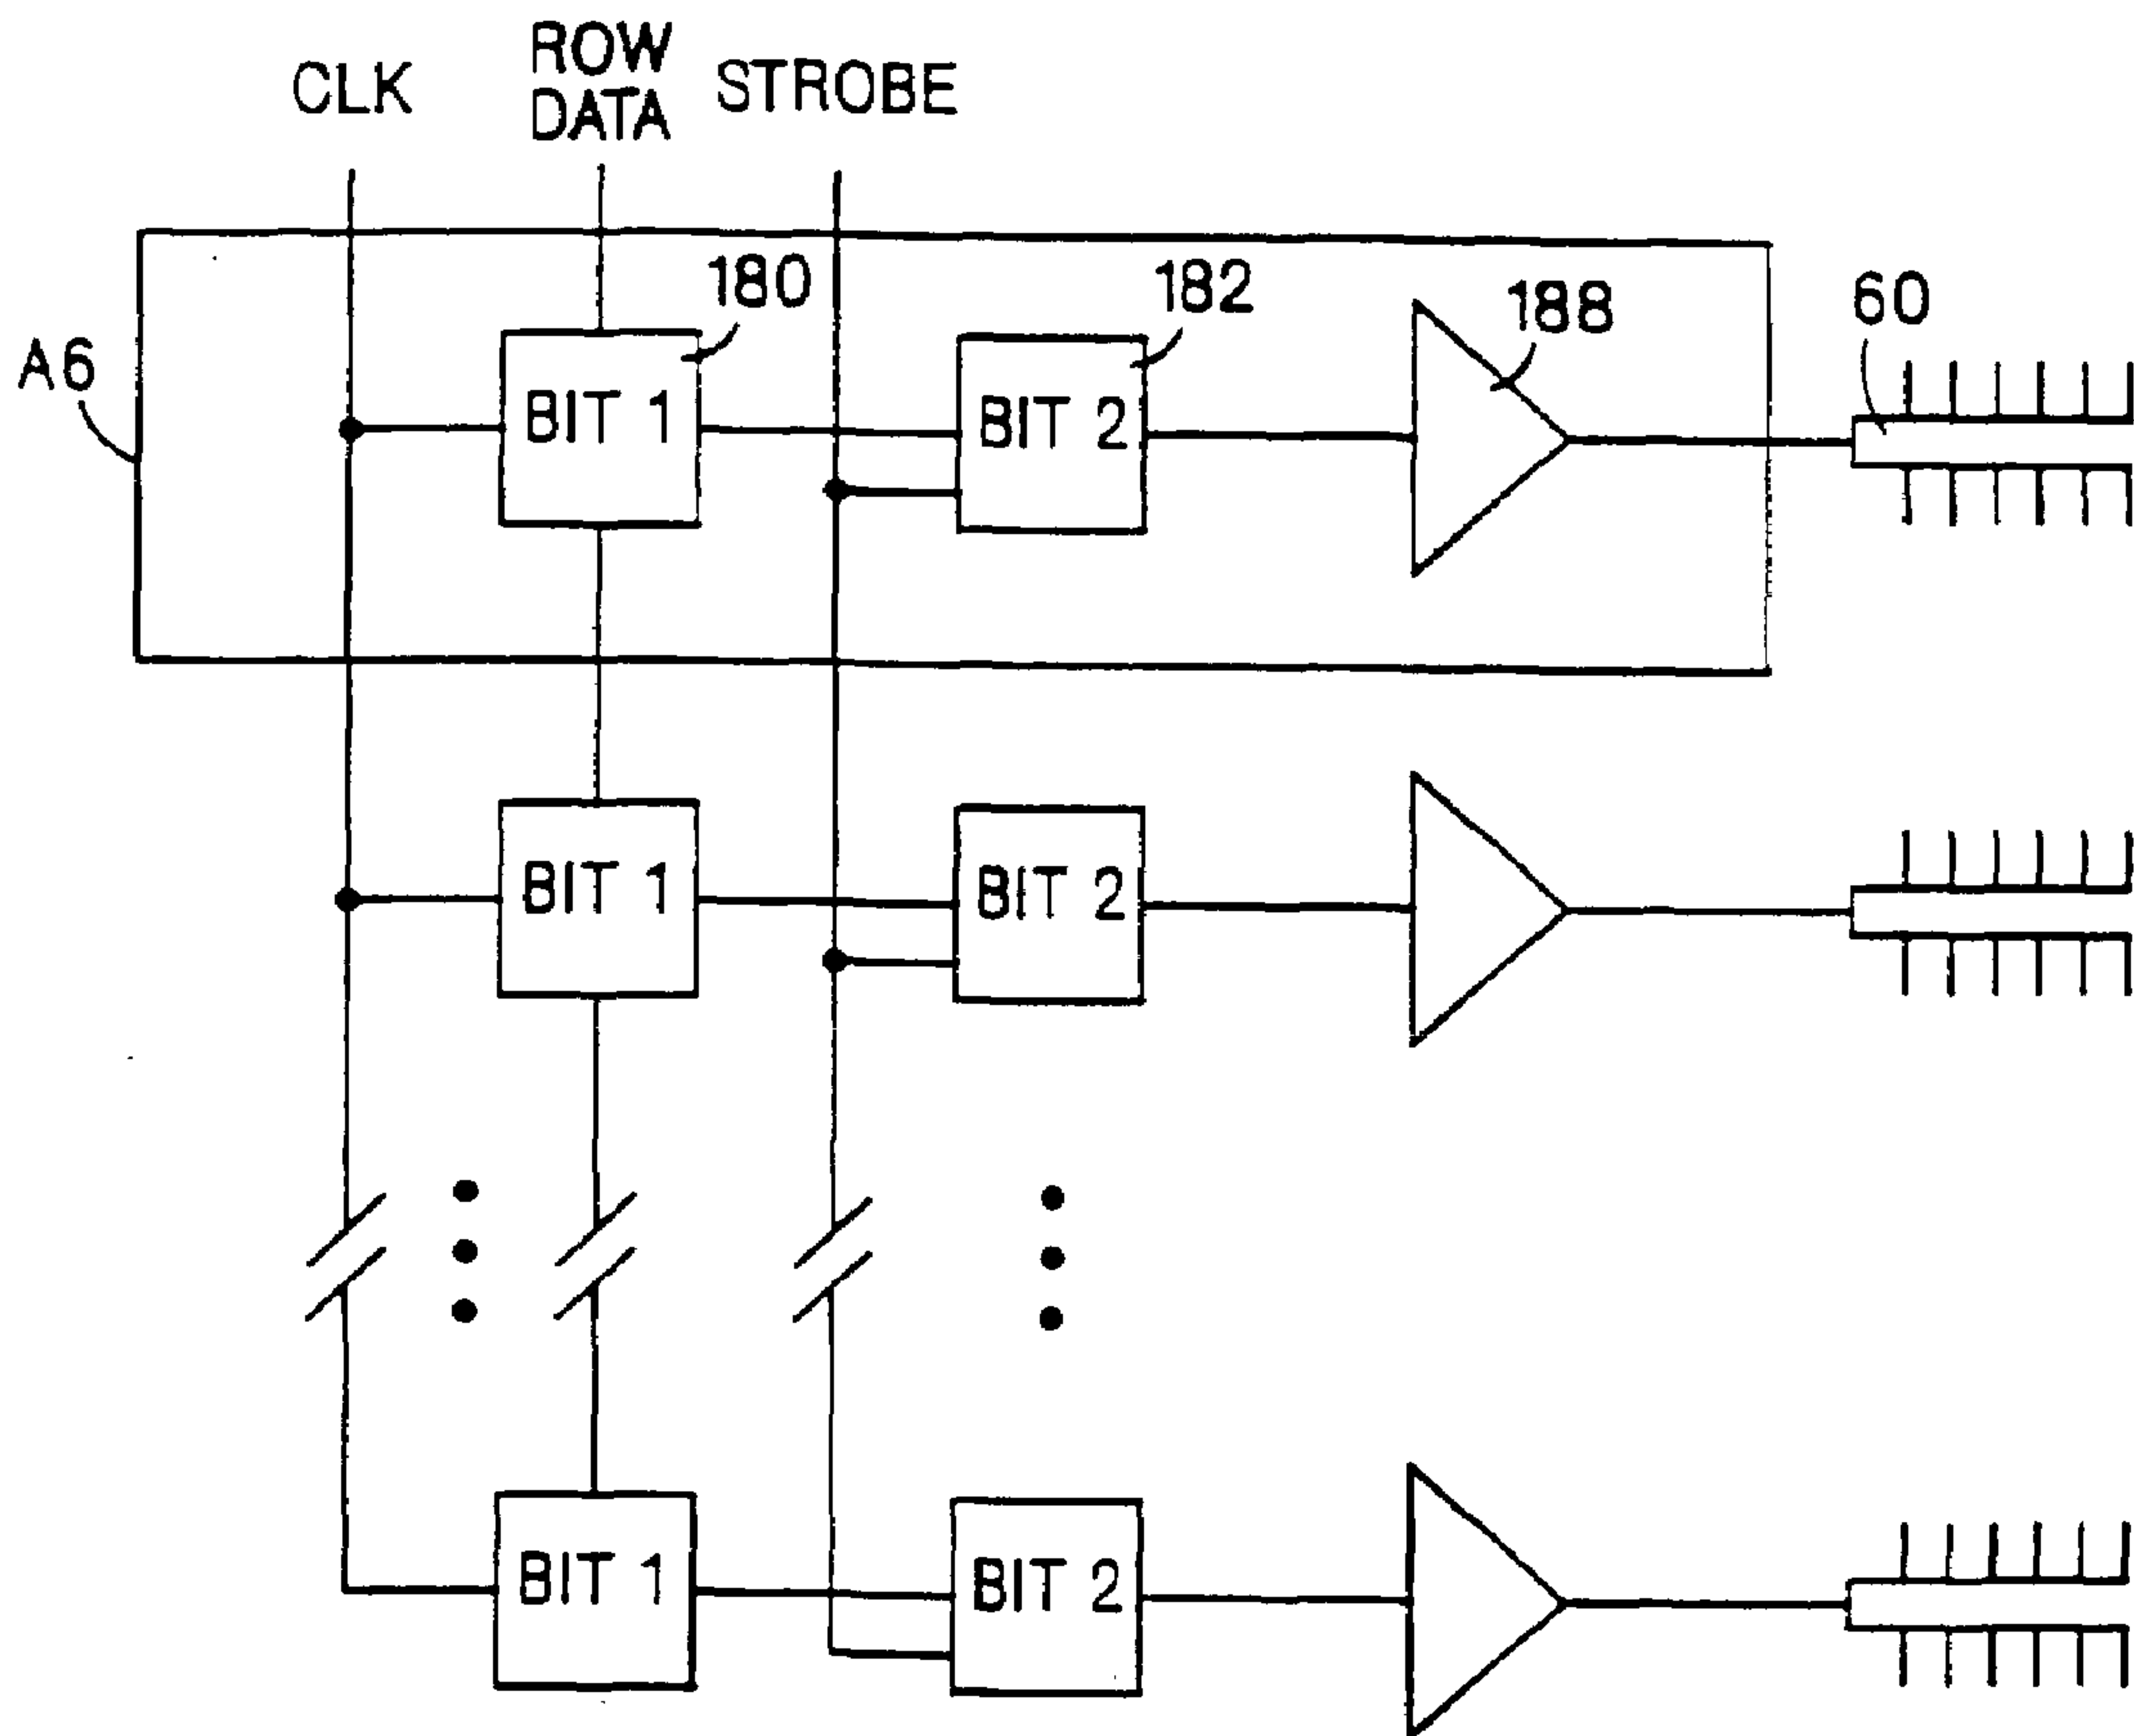 CLK
ROW
DATA
STROBE
180
182
188
60
A6
BIT 1
BIT 2
BIT 1
BIT 2
BIT 1
BIT 2